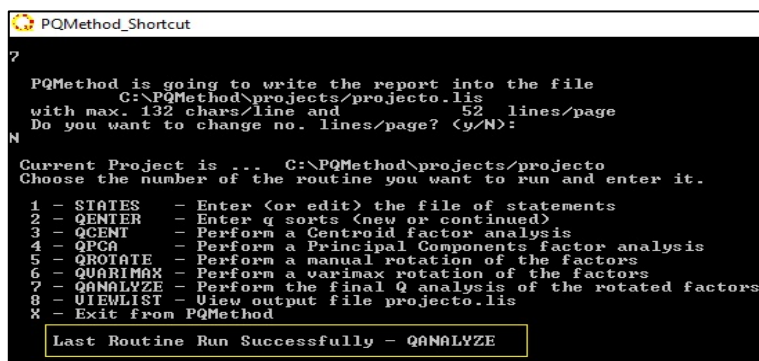 PQMethod_Shortcut
7
PQMethod is going to write the report into the file
C:\PQMethod\projects/projecto.lis
with max. 132 chars/line and 52 lines/page
Do you want to change no. lines/page? (y/N):
N
Current Project is ... C:\PQMethod\projects/projecto
Choose the number of the routine you want to run and enter it.
1 - STATES - Enter (or edit) the file of statements
2 - QENTER - Enter q sorts (new or continued)
3 - QCENT - Perform a Centroid factor analysis
4 - QPCA - Perform a Principal Components factor analysis
5 - QROTATE - Perform a manual rotation of the factors
6 - QVARIMAX - Perform a varimax rotation of the factors
7 - QANALYZE - Perform the final Q analysis of the rotated factors
8 - VIEWLIST - View output file projecto.lis
X - Exit from PQMethod
Last Routine Run Successfully - QANALYZE